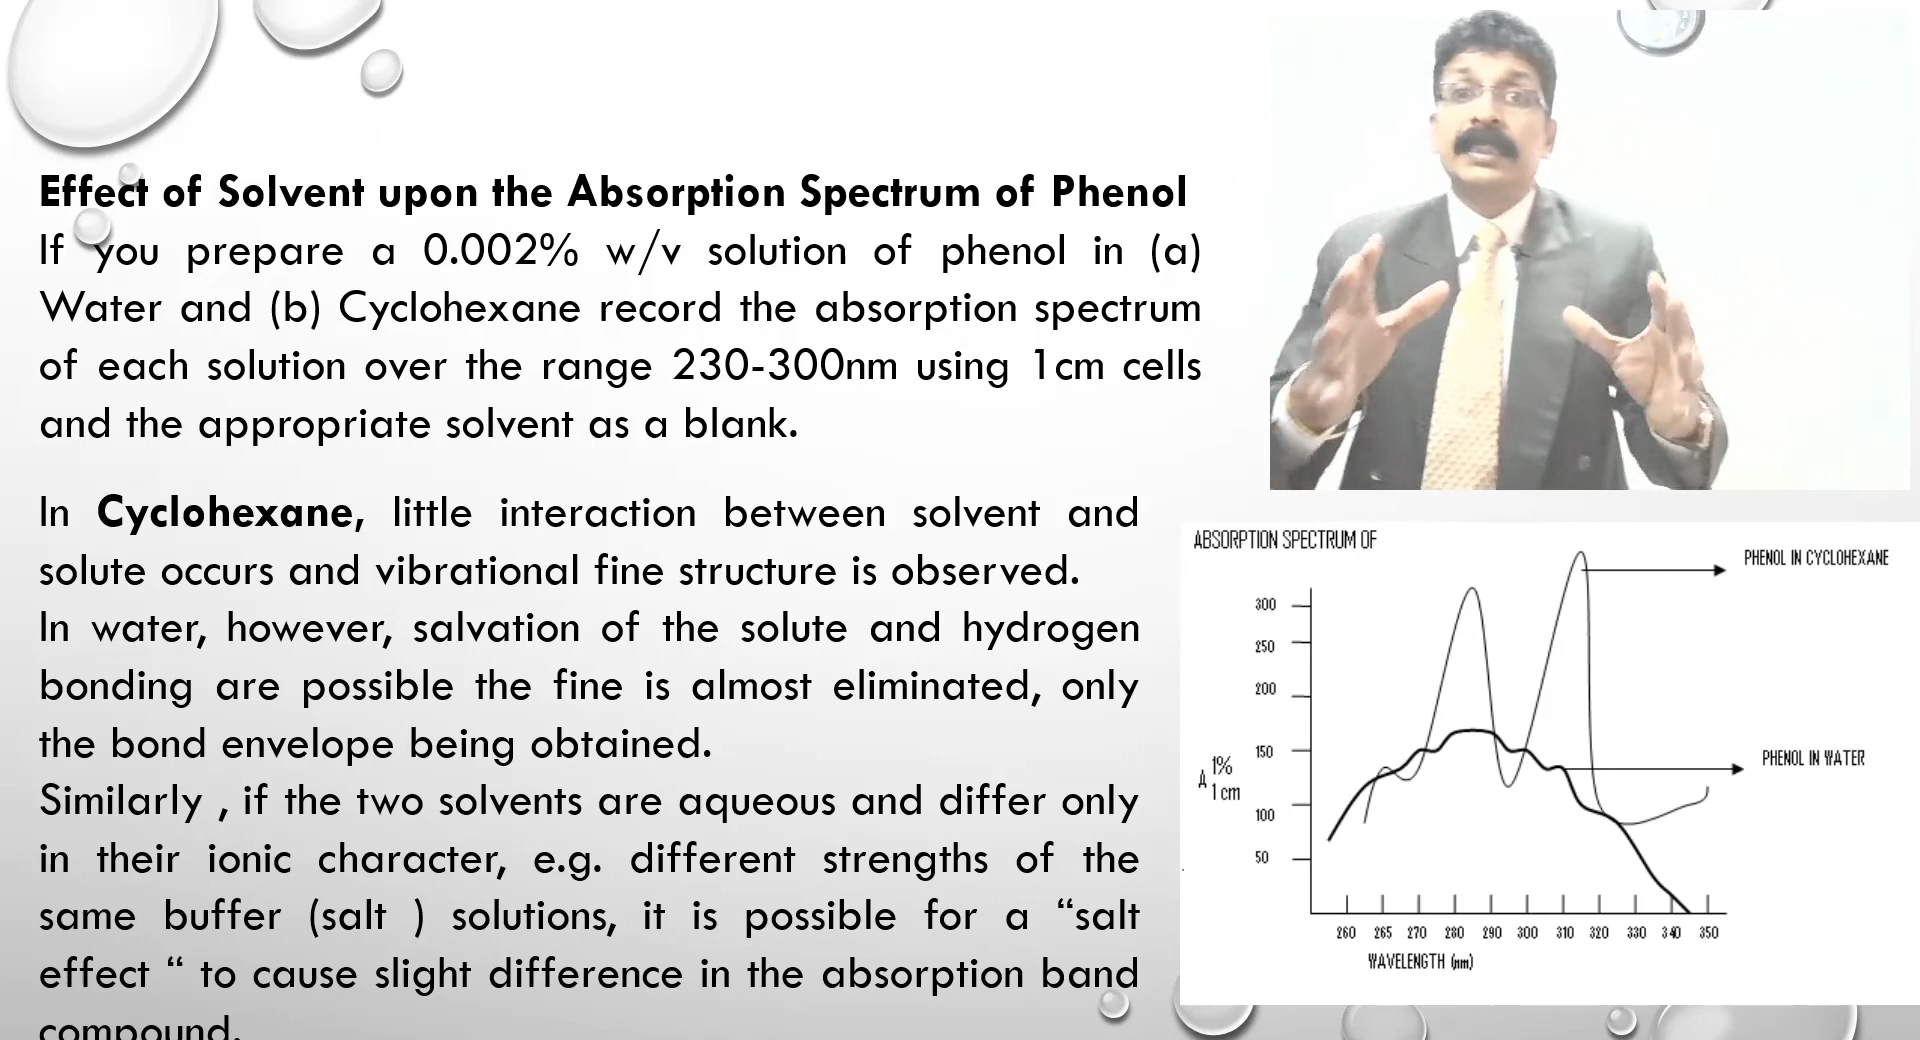 Effect of Solvent upon the Absorption Spectrum of Phenol
If you prepare a 0.002% w/v solution of phenol in (a)
Water and (b) Cyclohexane record the absorption spectrum
of each solution over the range 230-300nm using 1cm cells
and the appropriate solvent as a blank.
In Cyclohexane, little interaction between solvent and
solute occurs and vibrational fine structure is observed.
In water, however, salvation of the solute and hydrogen
bonding are possible the fine is almost eliminated, only
the bond envelope being obtained.
Similarly , if the two solvents are aqueous and differ only
in their ionic character, e.g. different strengths of the
same buffer (salt ) solutions, it is possible for a “salt
effect “ to cause slight difference in the absorption band
compound.
ABSORPTION SPECTRUM OF
PHENOL IN CYCLOHEXANE
300
250
200
150
PHENOL IN WATER
A 1%
1 cm
100
50
260 265 270 280 290 300 310 320 330 340 350
WAVELENGTH (nm)